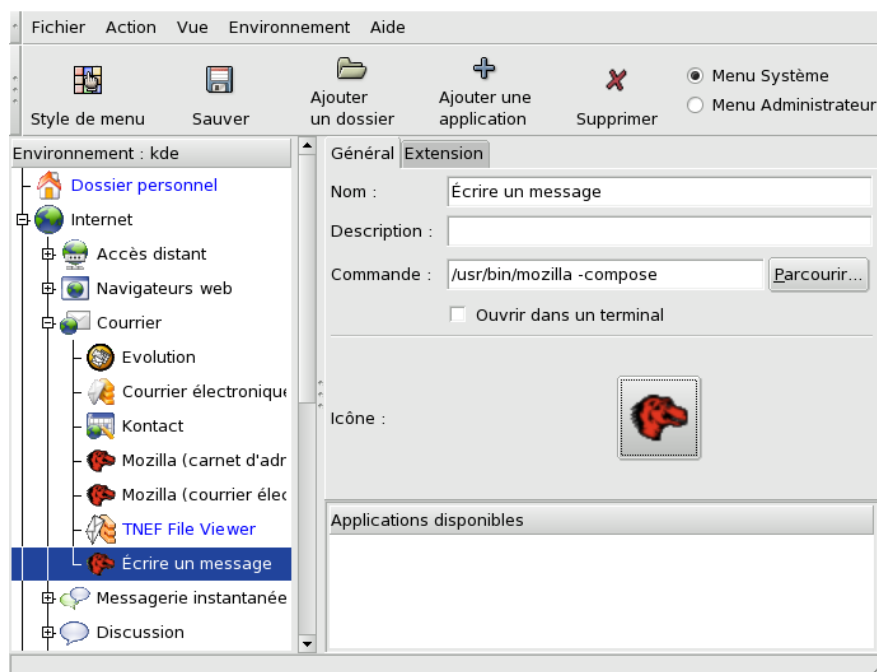 Fichier Action Vue Environnement Aide
Style de menu
Sauver
Ajouter
un dossier
Ajouter une
application
Supprimer
Menu Système
Menu Administrateur
Environnement : kde
Dossier personnel
Internet
Accès distant
Navigateurs web
Courrier
Evolution
Courrier électronique
Kontact
Mozilla (carnet d'adr
Mozilla (courrier élec
TNEF File Viewer
Écrire un message
Messagerie instantanée
Discussion
Général Extension
Nom : Écrire un message
Description :
Commande : /usr/bin/mozilla -compose Parcourir...
Ouvrir dans un terminal
Icône :
Applications disponibles